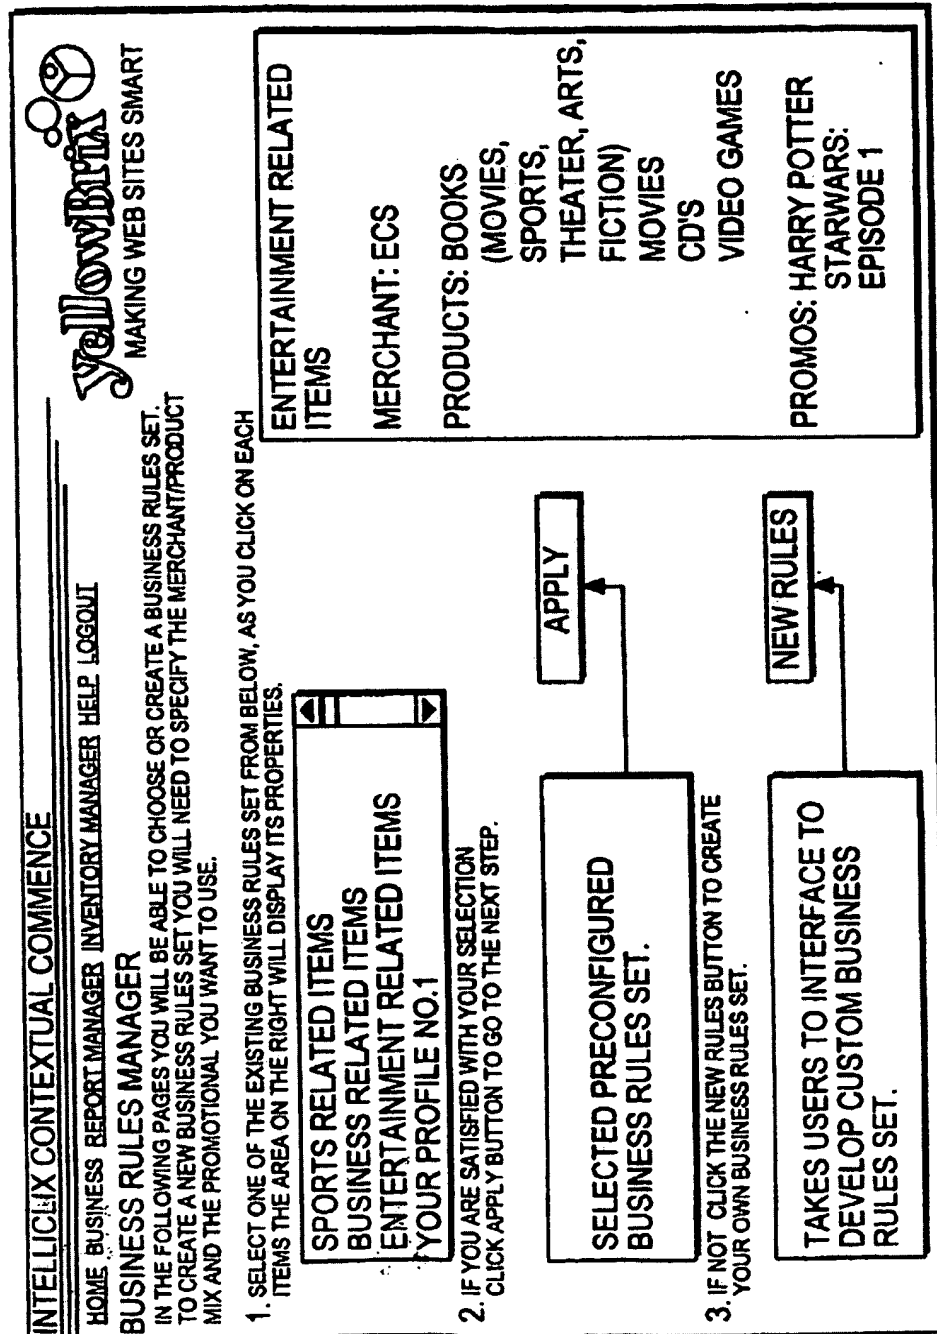 INTELLICLIX CONTEXTUAL COMMENCE
yellowBrix
MAKING WEB SITES SMART
HOME BUSINESS REPORT MANAGER INVENTORY MANAGER HELP LOGOUT
BUSINESS RULES MANAGER
IN THE FOLLOWING PAGES YOU WILL BE ABLE TO CHOOSE OR CREATE A BUSINESS RULES SET.
TO CREATE A NEW BUSINESS RULES SET YOU WILL NEED TO SPECIFY THE MERCHANT/PRODUCT
MIX AND THE PROMOTIONAL YOU WANT TO USE.
1. SELECT ONE OF THE EXISTING BUSINESS RULES SET FROM BELOW, AS YOU CLICK ON EACH
ITEMS THE AREA ON THE RIGHT WILL DISPLAY ITS PROPERTIES.
SPORTS RELATED ITEMS
BUSINESS RELATED ITEMS
ENTERTAINMENT RELATED ITEMS
YOUR PROFILE NO.1
2. IF YOU ARE SATISFIED WITH YOUR SELECTION
CLICK APPLY BUTTON TO GO TO THE NEXT STEP.
SELECTED PRECONFIGURED
BUSINESS RULES SET.
APPLY
3. IF NOT CLICK THE NEW RULES BUTTON TO CREATE
YOUR OWN BUSINESS RULES SET.
TAKES USERS TO INTERFACE TO
DEVELOP CUSTOM BUSINESS
RULES SET.
NEW RULES
ENTERTAINMENT RELATED
ITEMS
MERCHANT: ECS
PRODUCTS: BOOKS
(MOVIES,
SPORTS,
THEATER, ARTS,
FICTION)
MOVIES
CD'S
VIDEO GAMES
PROMOS: HARRY POTTER
STARWARS:
EPISODE 1